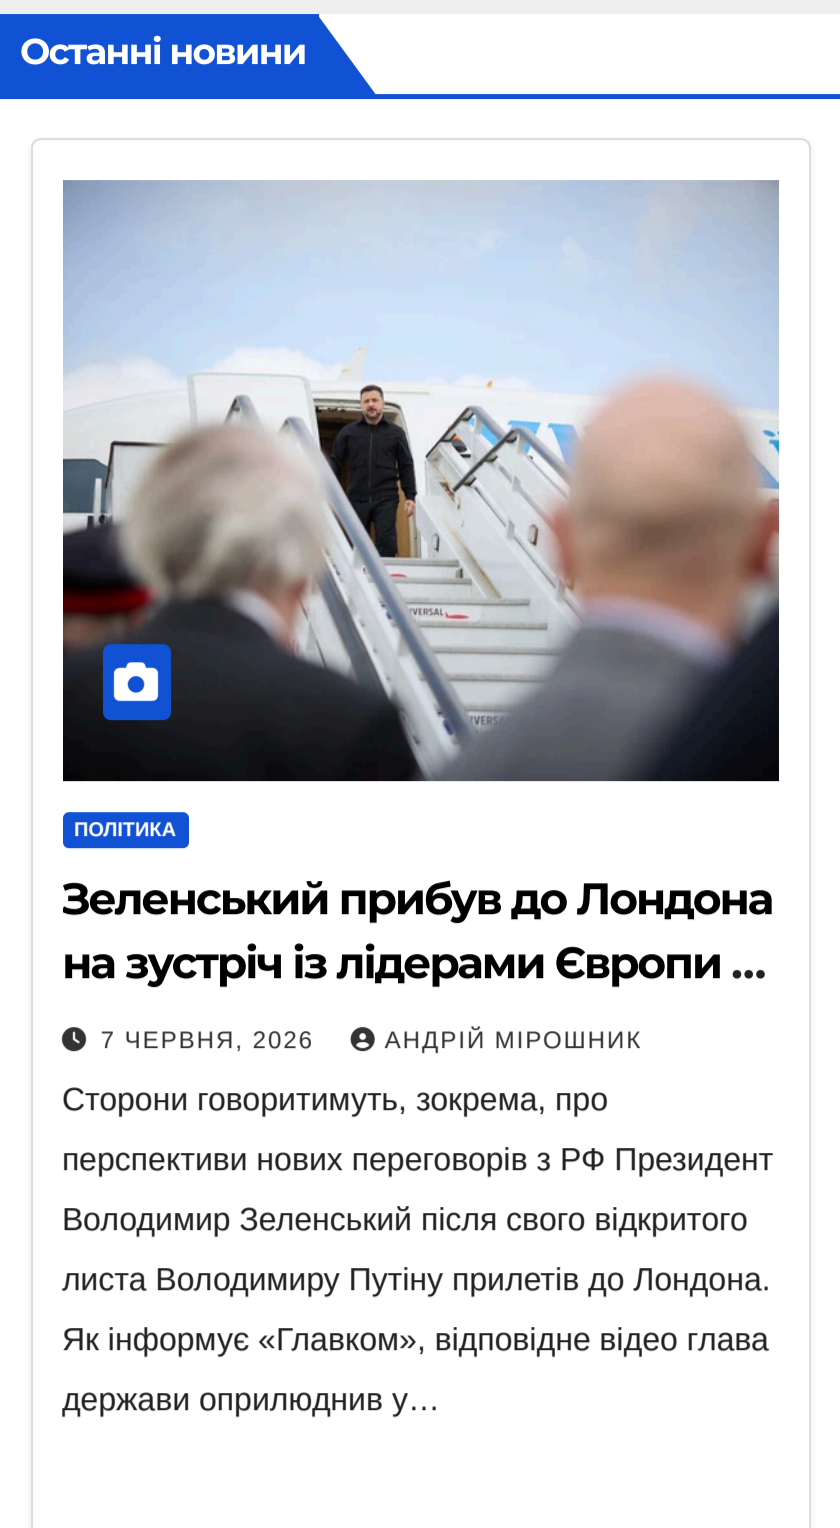 Останні новини
VERSAL
ПОЛІТИКА
Зеленський прибув до Лондона
на зустріч із лідерами Європи ...
7 ЧЕРВНЯ, 2026 АНДРІЙ МІРОШНИК
Сторони говоритимуть, зокрема, про
перспективи нових переговорів з РФ Президент
Володимир Зеленський після свого відкритого
листа Володимиру Путіну прилетів до Лондона.
Як інформує «Главком», відповідне відео глава
держави оприлюднив у…